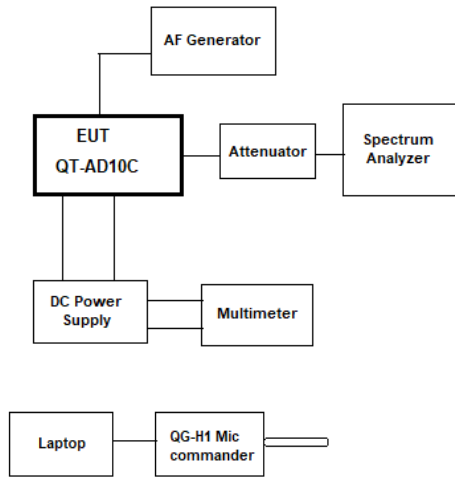 AF Generator
EUT
QT-AD10C
Attenuator
Spectrum
Analyzer
DC Power
Supply
Multimeter
Laptop
QG-H1 Mic
commander